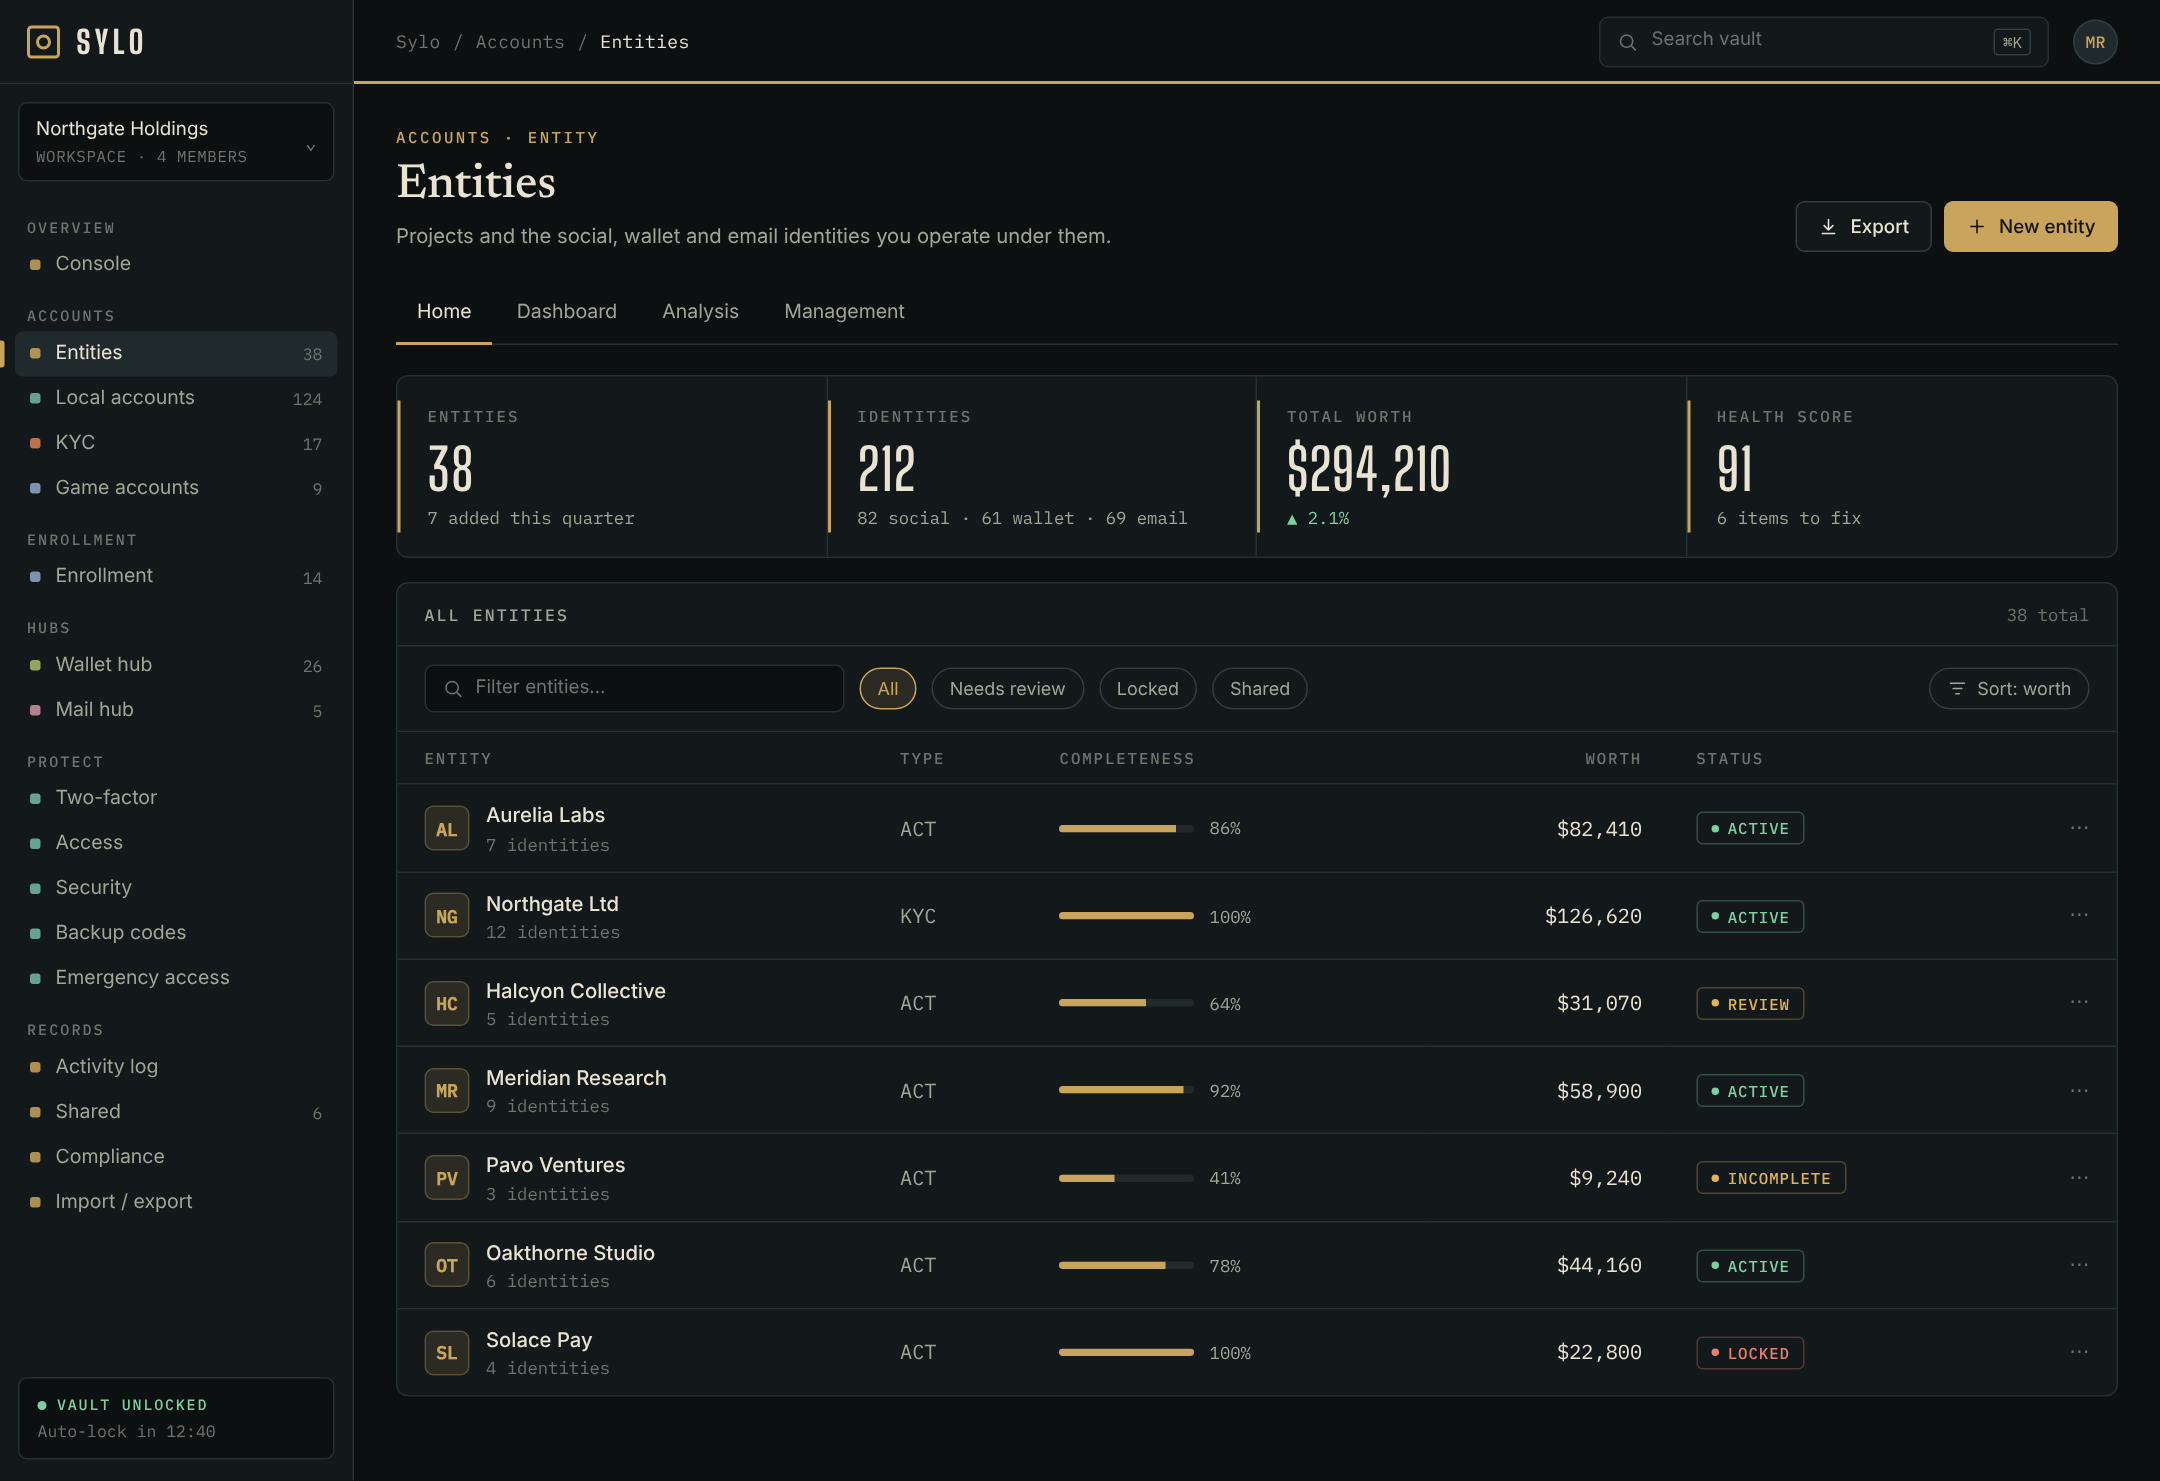 SYLO
Sylo / Accounts / Entities
Search vault
⌘K
MR
Northgate Holdings
WORKSPACE · 4 MEMBERS
OVERVIEW
Console
ACCOUNTS
Entities 38
Local accounts 124
KYC 17
Game accounts 9
ENROLLMENT
Enrollment 14
HUBS
Wallet hub 26
Mail hub 5
PROTECT
Two-factor
Access
Security
Backup codes
Emergency access
RECORDS
Activity log
Shared 6
Compliance
Import / export
VAULT UNLOCKED
Auto-lock in 12:40
ACCOUNTS · ENTITY
Entities
Projects and the social, wallet and email identities you operate under them.
Export
New entity
Home Dashboard Analysis Management
ENTITIES
38
7 added this quarter
IDENTITIES
212
82 social · 61 wallet · 69 email
TOTAL WORTH
$294,210
▲ 2.1%
HEALTH SCORE
91
6 items to fix
ALL ENTITIES 38 total
Filter entities... All Needs review Locked Shared Sort: worth
ENTITY TYPE COMPLETENESS WORTH STATUS
AL Aurelia Labs ACT 86% $82,410 ACTIVE ···
7 identities
NG Northgate Ltd KYC 100% $126,620 ACTIVE ···
12 identities
HC Halcyon Collective ACT 64% $31,070 REVIEW ···
5 identities
MR Meridian Research ACT 92% $58,900 ACTIVE ···
9 identities
PV Pavo Ventures ACT 41% $9,240 INCOMPLETE ···
3 identities
OT Oakthorne Studio ACT 78% $44,160 ACTIVE ···
6 identities
SL Solace Pay ACT 100% $22,800 LOCKED ···
4 identities